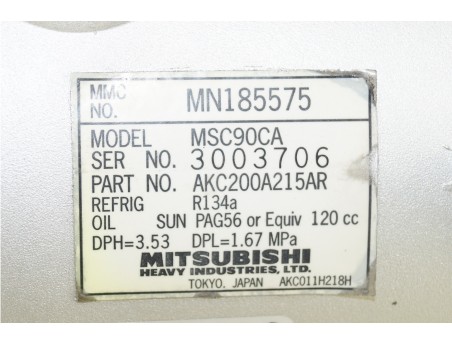 MMC NO. MN185575
MODEL MSC90CA
SER NO. 3003706
PART NO. AKC200A215AR
REFRIG R134a
OIL SUN PAG56 or Equiv 120 cc
DPH=3.53 DPL=1.67 MPa
MITSUBISHI
HEAVY INDUSTRIES, LTD.
TOKYO, JAPAN AKC011H218H